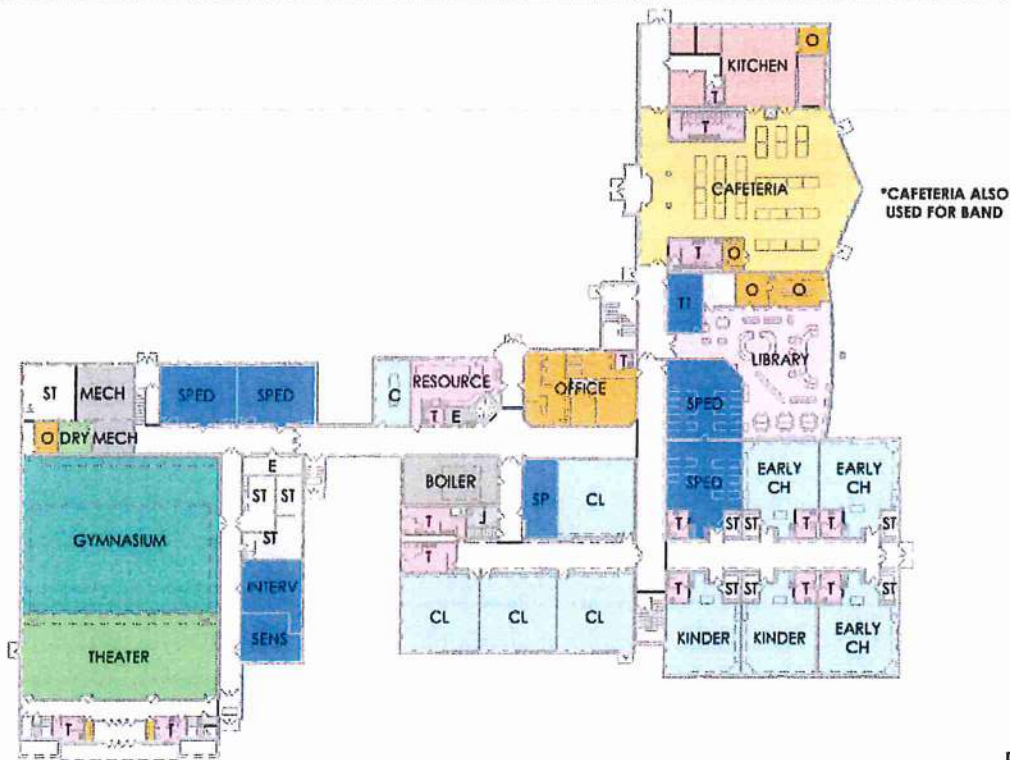 O
KITCHEN
T
T
CAFETERIA
*CAFETERIA ALSO
USED FOR BAND
T
O
T1
O
O
LIBRARY
T
ST
MECH
SPED
SPED
C
RESOURCE
T
E
OFFICE
SPED
O
DRY
MECH
E
ST
ST
ST
BOILER
SP
CL
SPED
EARLY
CH
EARLY
CH
GYMNASIUM
T
J
T
T
ST
ST
T
T
ST
INTERV
SENS
CL
CL
CL
T
ST
ST
T
T
ST
KINDER
KINDER
EARLY
CH
THEATER
T
T